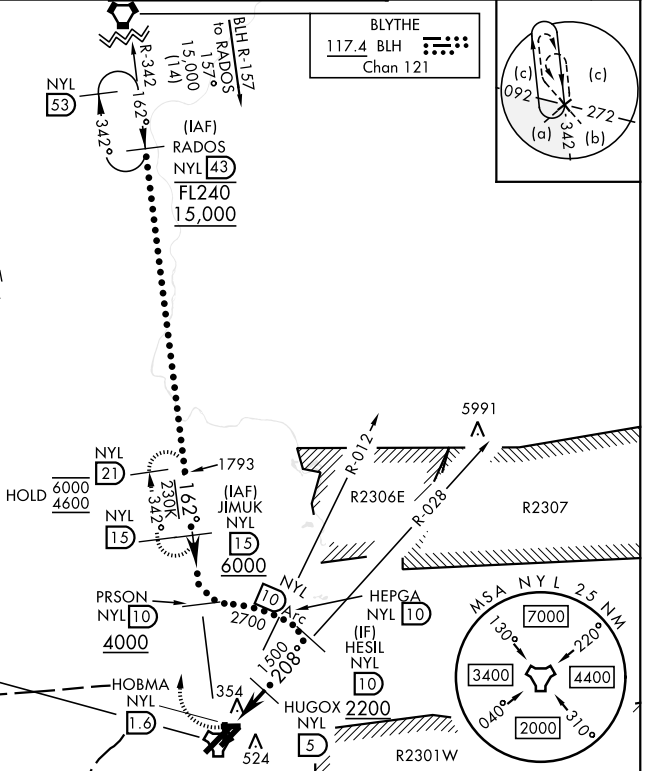 BLYTHE
117.4 BLH
Chan 121
BLH R-157
to RADOS
157°
15,000
(14)
R-342
NYL
53
162°
342°
(IAF)
RADOS
NYL 43
FL240
15,000
(c)
(c)
092
272
(a)
(b)
342
5991
R-012
R-028
R2306E
R2307
NYL
21
1793
HOLD
6000
4600
230K
162°
342°
NYL
15
(IAF)
JIMUK
NYL
15
6000
PRSON
NYL 10
4000
NYL
10 Arc
2700
HEPGA
NYL 10
(IF)
HESIL
NYL
10
2200
1500
208°
HOBMA
NYL
1.6
354
524
HUGOX
NYL
5
R2301W
MSA NYL 25 NM
7000
130°
220°
3400
4400
040°
310°
2000